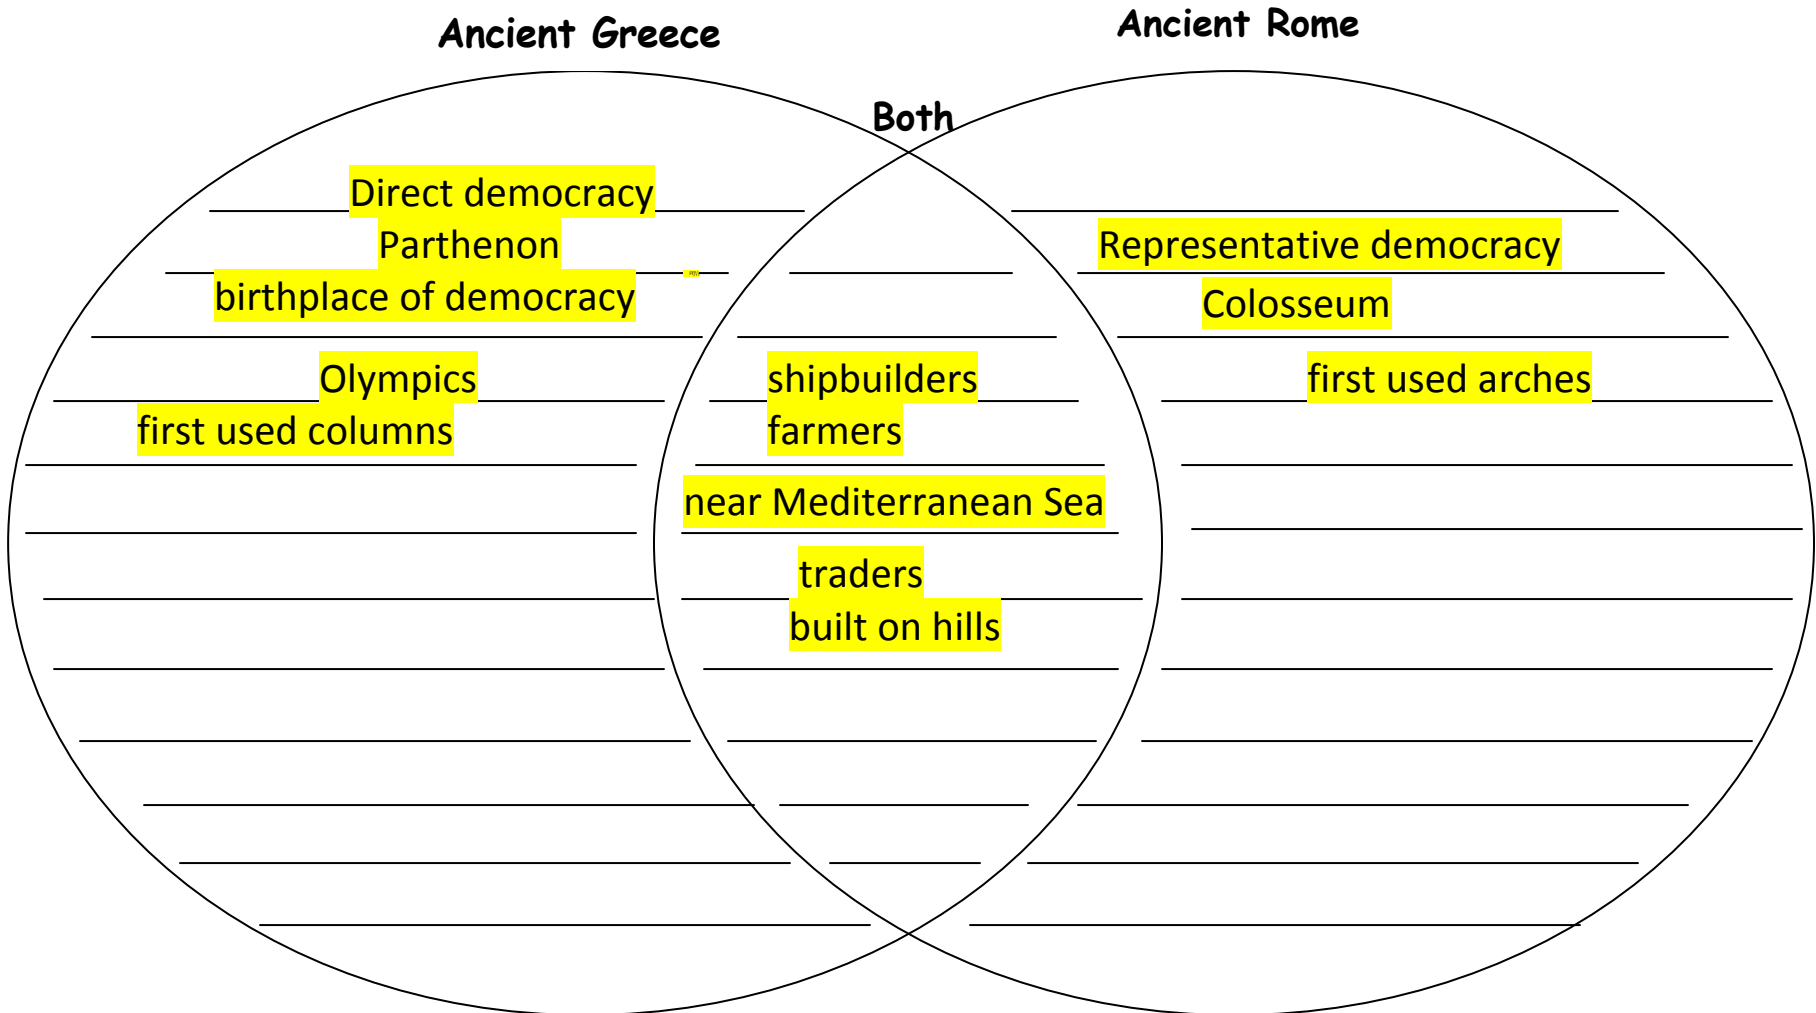 Ancient Greece
Ancient Rome
Both
Direct democracy
Parthenon
birthplace of democracy
Olympics
first used columns
shipbuilders
farmers
near Mediterranean Sea
traders
built on hills
Representative democracy
Colosseum
first used arches